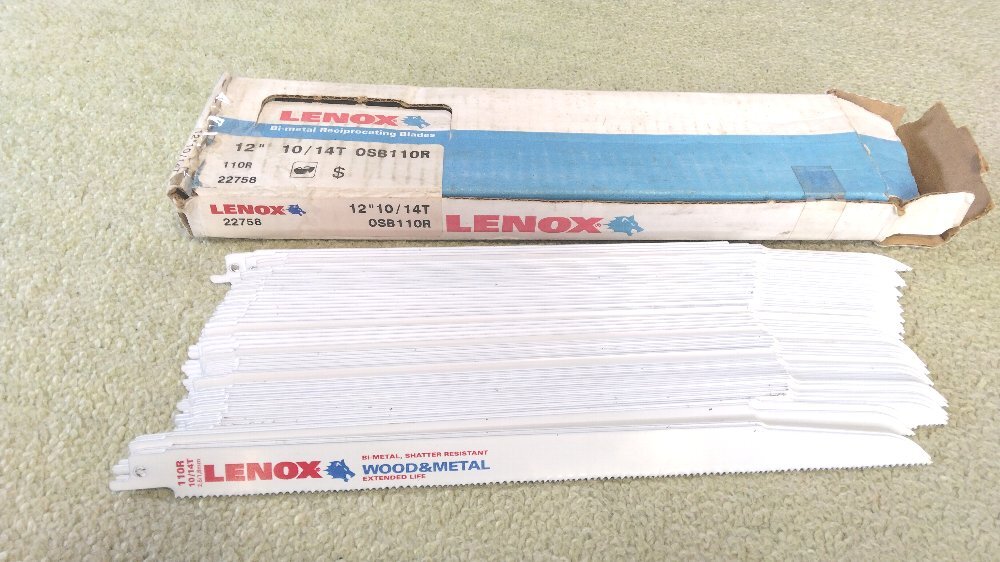 LENOX
Bi-metal Reciprocating Blades
12" 10/14T OSB110R
110R
22758
$
LENOX
22758
12"10/14T
OSB110R
LENOX
110R
10/14T
LENOX
BI-METAL, SHATTER RESISTANT
WOOD&METAL
EXTENDED LIFE